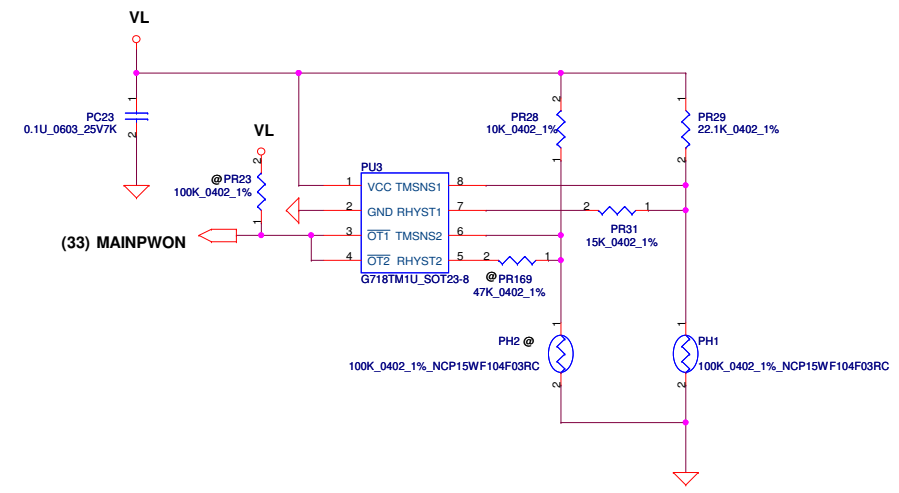 VL
PC23
0.1U_0603_25V7K
1
2
VL
@ PR23
100K_0402_1%
2
1
(33) MAINPWON
PU3
1 VCC TMSNS1 8
2 GND RHYST1 7
3 OT1 TMSNS2 6
4 OT2 RHYST2 5
G718TM1U_SOT23-8
PR28
10K_0402_1%
2
1
PR29
22.1K_0402_1%
1
2
2 1
PR31
15K_0402_1%
2 1
@ PR169
47K_0402_1%
PH2 @
100K_0402_1%_NCP15WF104F03RC
1
2
PH1
100K_0402_1%_NCP15WF104F03RC
1
2